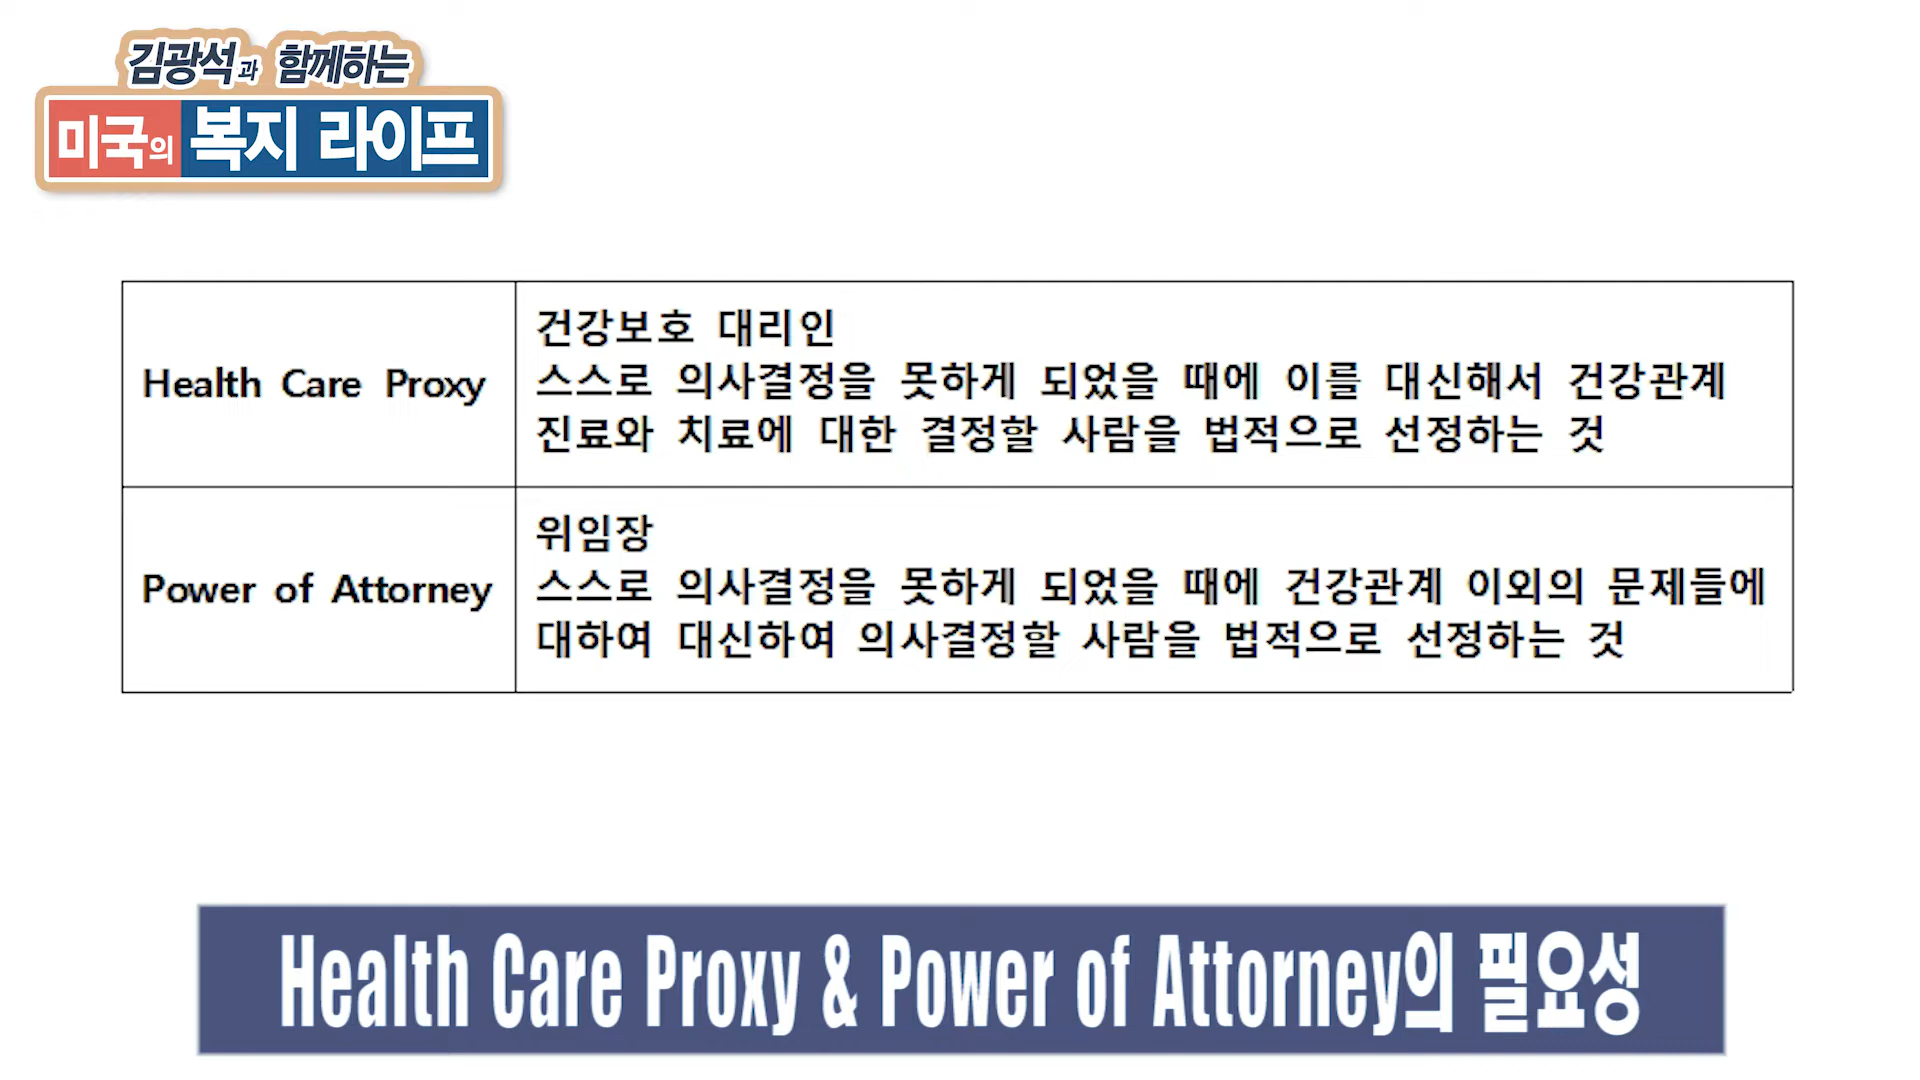 김광석과 함께하는
미국의 복지 라이프
Health Care Proxy
건강보호 대리인
스스로 의사결정을 못하게 되었을 때에 이를 대신해서 건강관계
진료와 치료에 대한 결정할 사람을 법적으로 선정하는 것
Power of Attorney
위임장
스스로 의사결정을 못하게 되었을 때에 건강관계 이외의 문제들에
대하여 대신하여 의사결정할 사람을 법적으로 선정하는 것
Health Care Proxy & Power of Attorney의 필요성